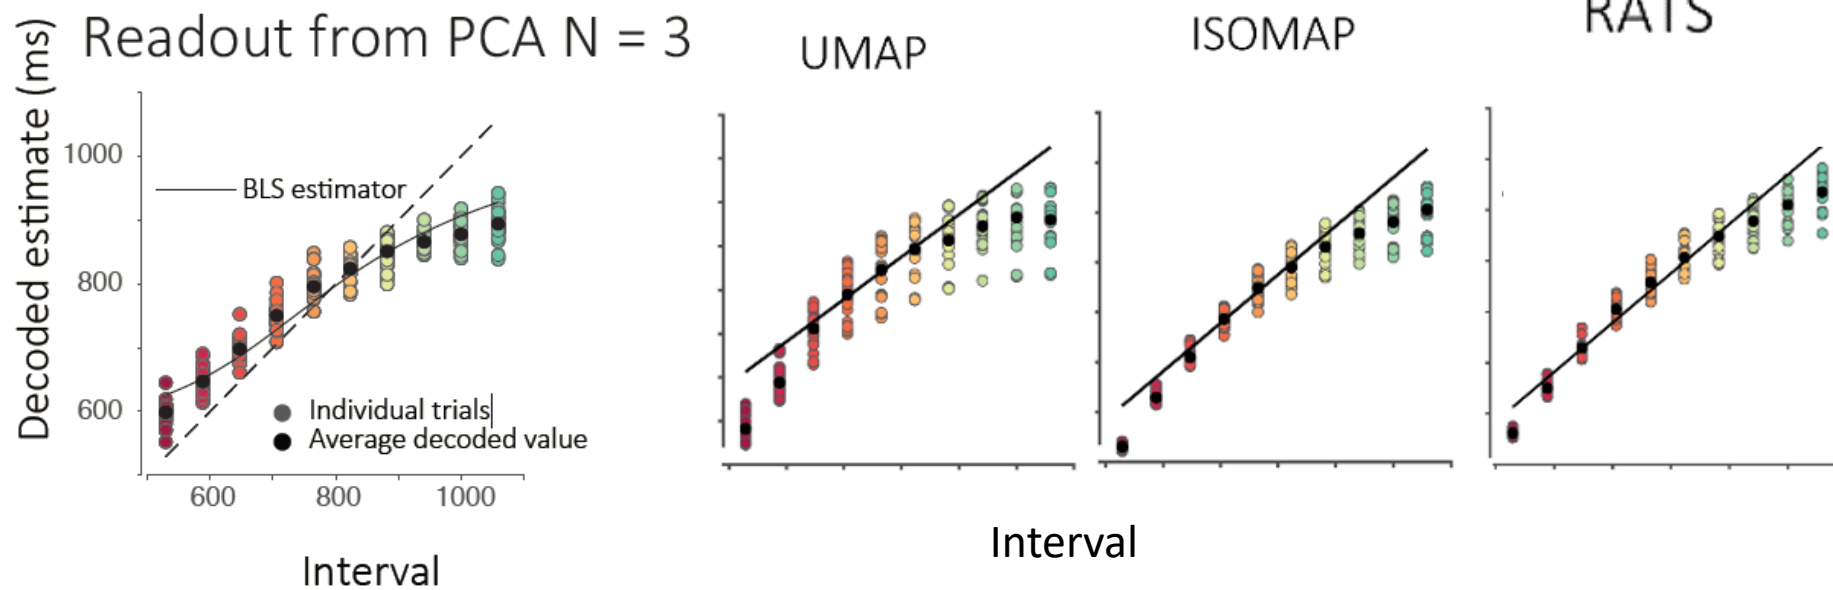 Readout from PCA N = 3
UMAP
ISOMAP
RATS
Decoded estimate (ms)
1000
800
600
BLS estimator
Individual trials
Average decoded value
600 800 1000
Interval
Interval